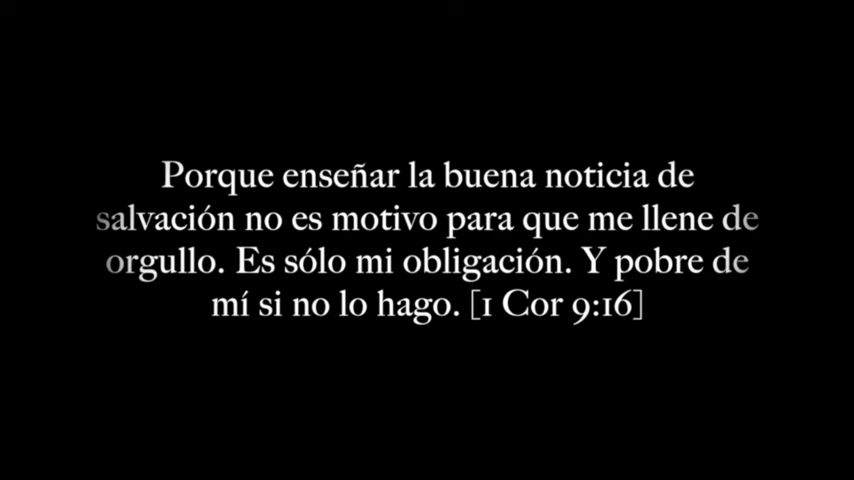 Porque enseñar la buena noticia de
salvación no es motivo para que me llene de
orgullo. Es sólo mi obligación. Y pobre de
mí si no lo hago. [1 Cor 9:16]